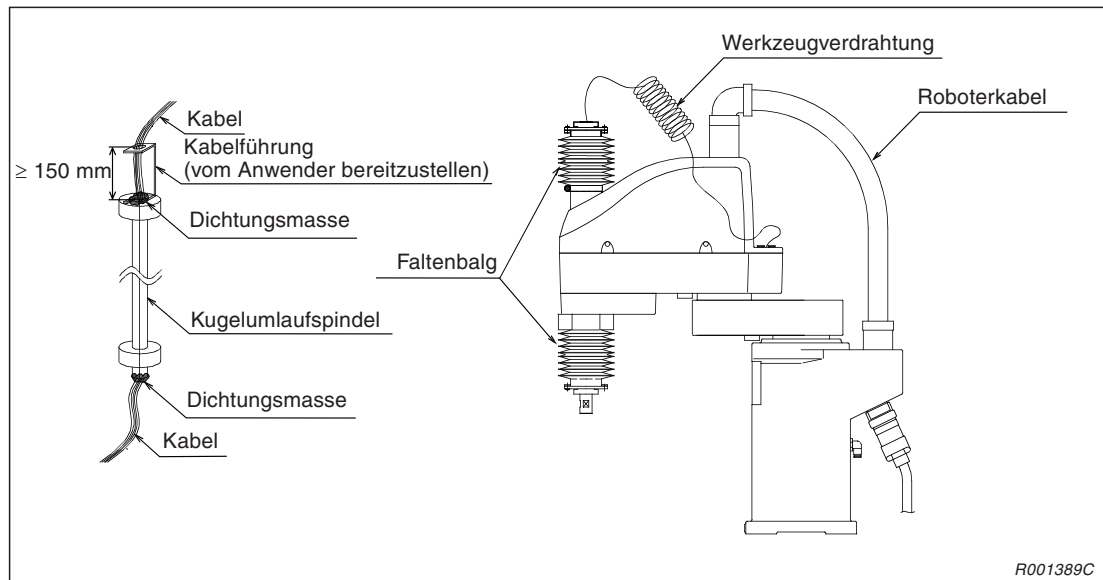 Werkzeugverdrahtung
Roboterkabel
Kabel
Kabelführung
(vom Anwender bereitzustellen)
≥ 150 mm
Dichtungsmasse
Faltenbalg
Kugelumlaufspindel
Dichtungsmasse
Kabel
R001389C